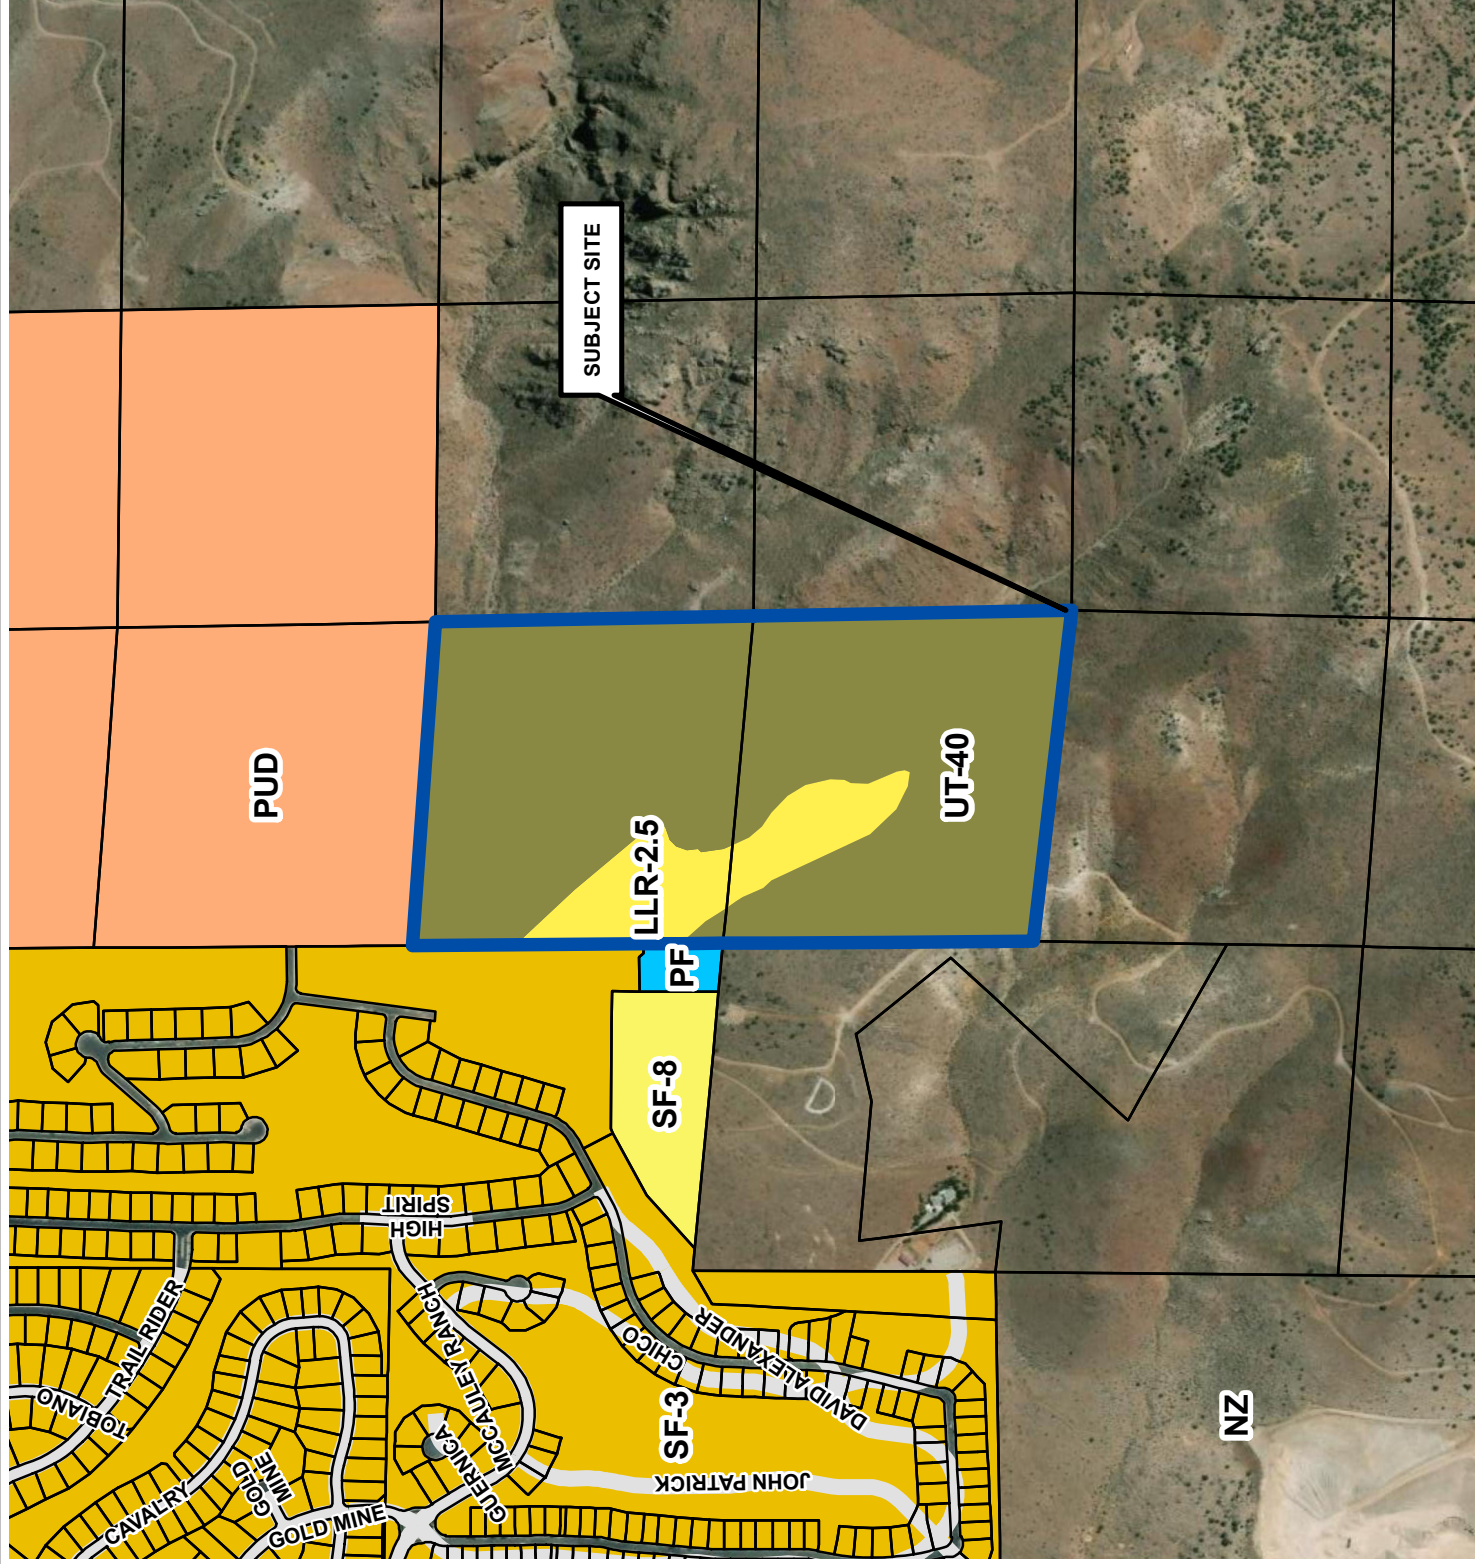 SUBJECT SITE
PUD
UT-40
LLR-2.5
PF
SF-8
HIGH
SPIRIT
TRAIL RIDER
TOBIANO
MCCAULEY RANCH
CHICO
DAVID ALEXANDER
SF-3
GUERNICA
JOHN PATRICK
CAVALRY
GOLD
MINE
GOLD MINE
NZ